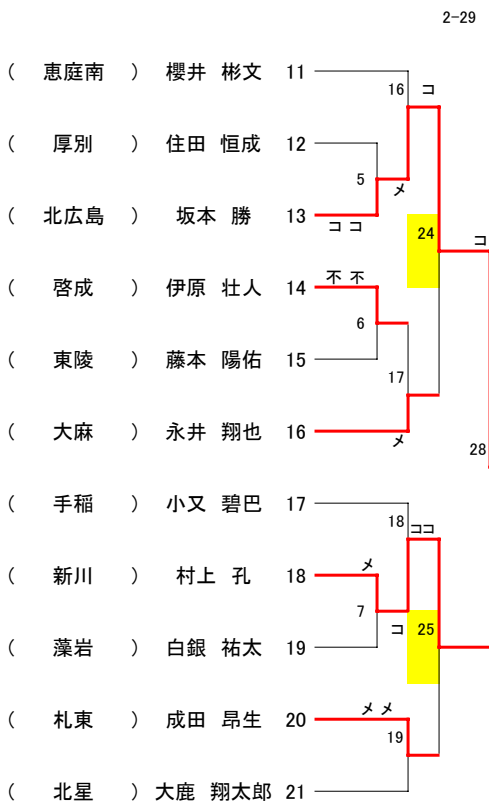 2-29
( 恵庭南 ) 櫻井 彬文 11
16 コ
( 厚別 ) 住田 恒成 12
5 メ
( 北広島 ) 坂本 勝 13
ココ
24 コ
( 啓成 ) 伊原 壮人 14
不 不
6
( 東陵 ) 藤本 陽佑 15
17
( 大麻 ) 永井 翔也 16
メ
28
( 手稲 ) 小又 碧巴 17
18 ココ
( 新川 ) 村上 孔 18
メ
7 コ 25
( 藻岩 ) 白銀 祐太 19
( 札東 ) 成田 昂生 20
メメ
19
( 北星 ) 大鹿 翔太郎 21